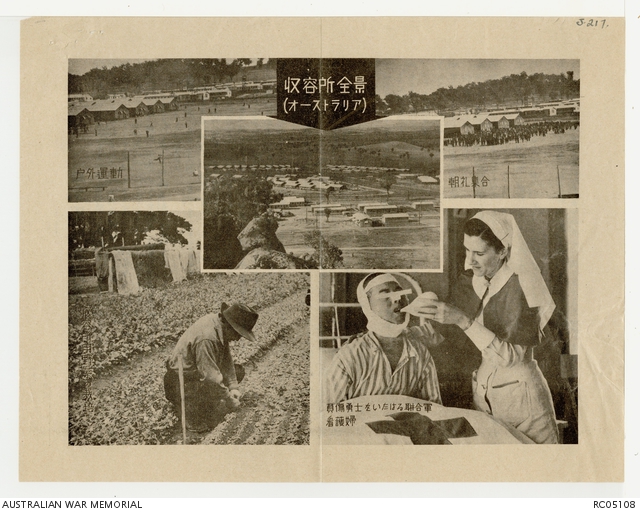 J.217.
収容所全景
(オーストラリア)
戸外運動
朝礼集合
負傷勇士をいたはる聯合軍
看護婦
AUSTRALIAN WAR MEMORIAL
RC05108